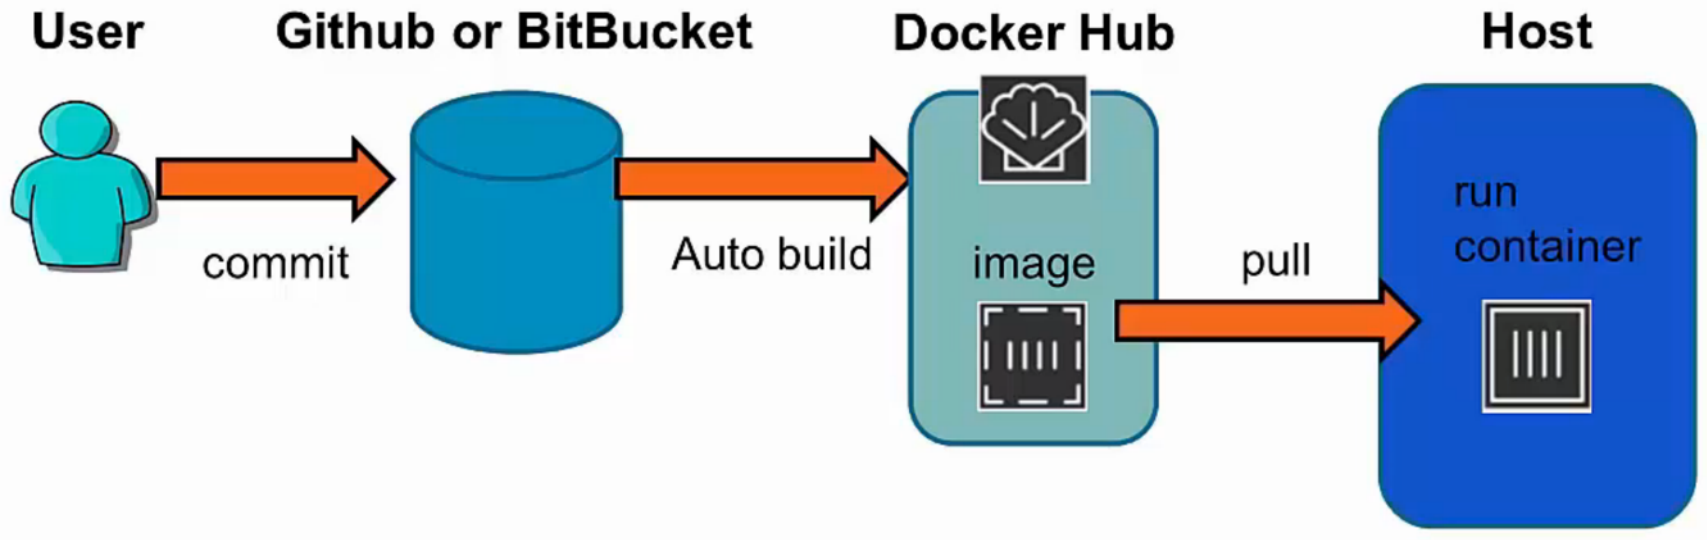 User
Github or BitBucket
Docker Hub
Host
commit
Auto build
image
pull
run
container